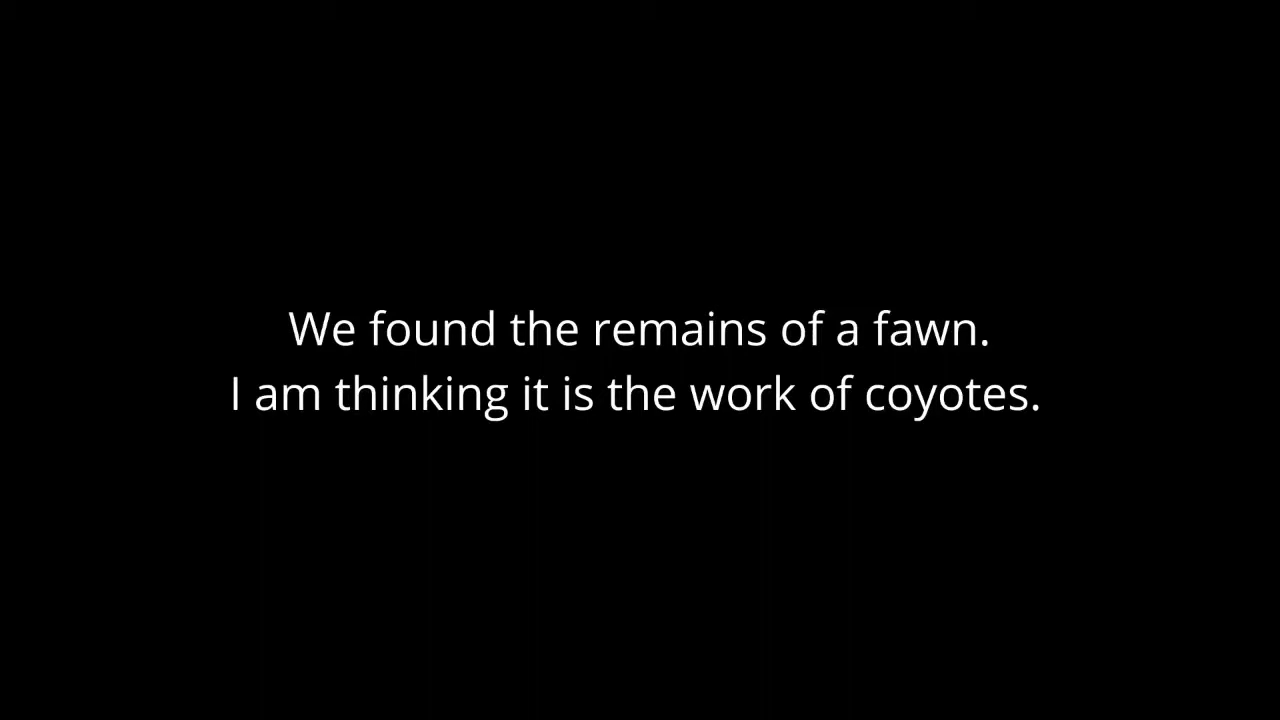 We found the remains of a fawn.
I am thinking it is the work of coyotes.